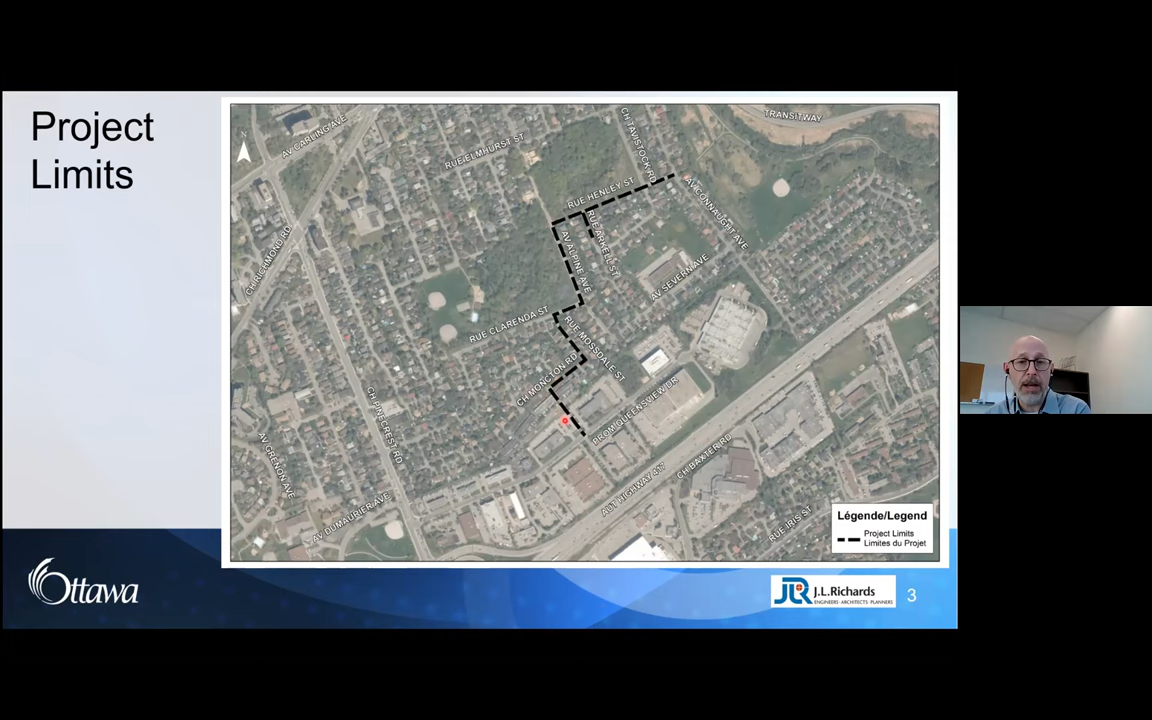 Project
Limits
N
AV CARLING AVE
RUE ELMHURST ST
CH TAVISTOCK RD
TRANSITWAY
RUE HENLEY ST
AV CONNAUGHT AVE
CH RICHMOND RD
AV ALPINE AVE
RUE ARKELL ST
AV SEVERN AVE
RUE CLARENDA ST
RUE MOSSDALE ST
CH MONCTON RD
CH PINECREST RD
PROM QUEENSVIEW DR
AV GRENON AVE
AUT HIGHWAY 417
CH BAXTER RD
AV DUMAURIER AVE
RUE IRIS ST
Légende/Legend
Project Limits
Limites du Projet
Ottawa
JLR
J.L.Richards
ENGINEERS · ARCHITECTS · PLANNERS
3